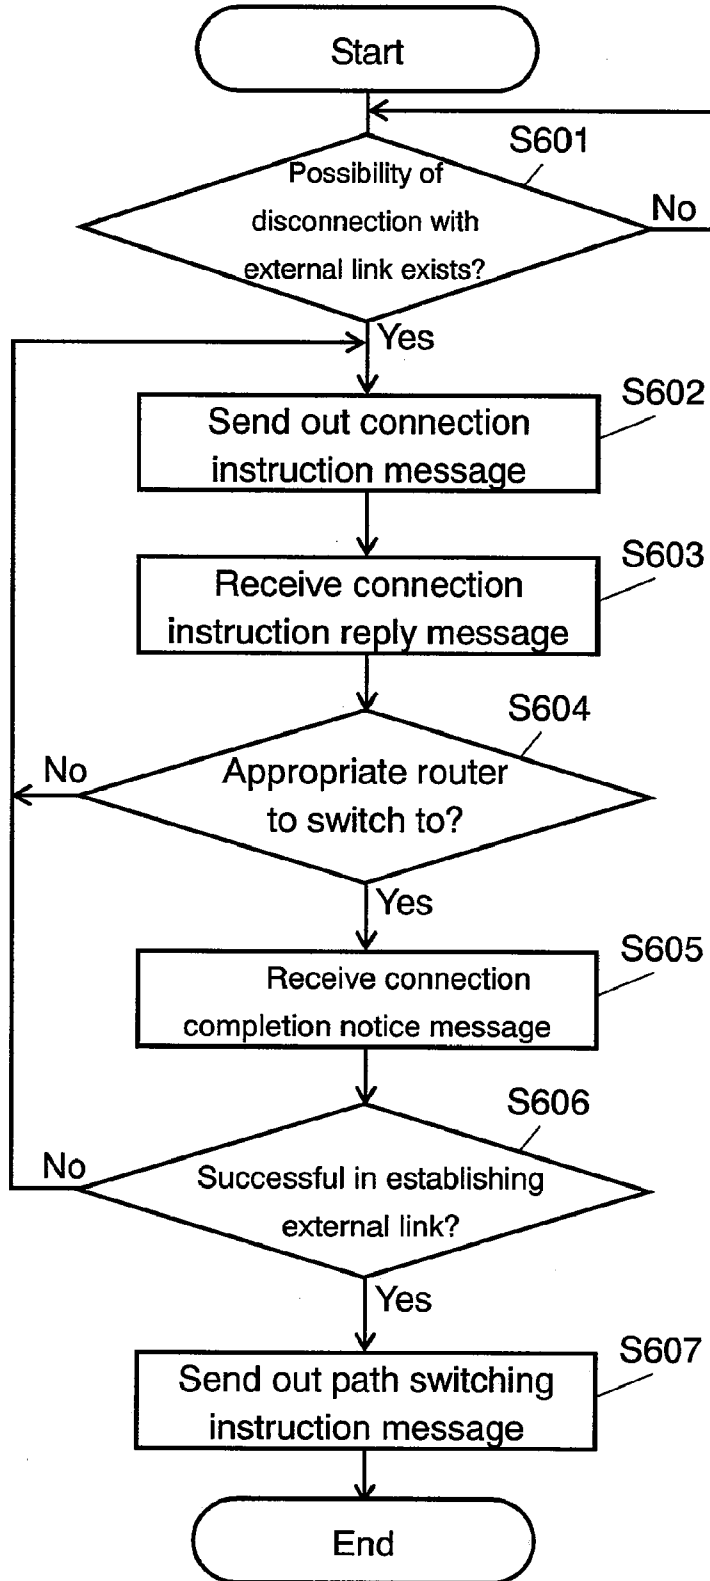 Start
S601
Possibility of
disconnection with
external link exists?
No
Yes
S602
Send out connection
instruction message
S603
Receive connection
instruction reply message
S604
No
Appropriate router
to switch to?
Yes
S605
Receive connection
completion notice message
S606
No
Successful in establishing
external link?
Yes
S607
Send out path switching
instruction message
End